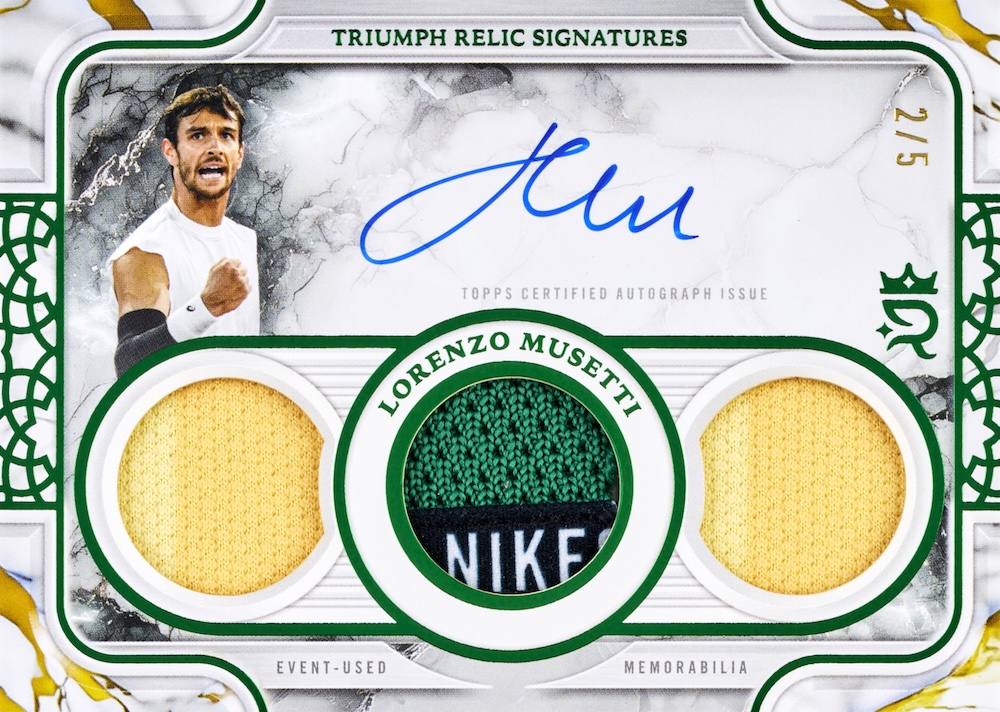 TRIUMPH RELIC SIGNATURES
2/5
TOPPS CERTIFIED AUTOGRAPH ISSUE
LORENZO MUSETTI
NIKE
EVENT-USED
MEMORABILIA